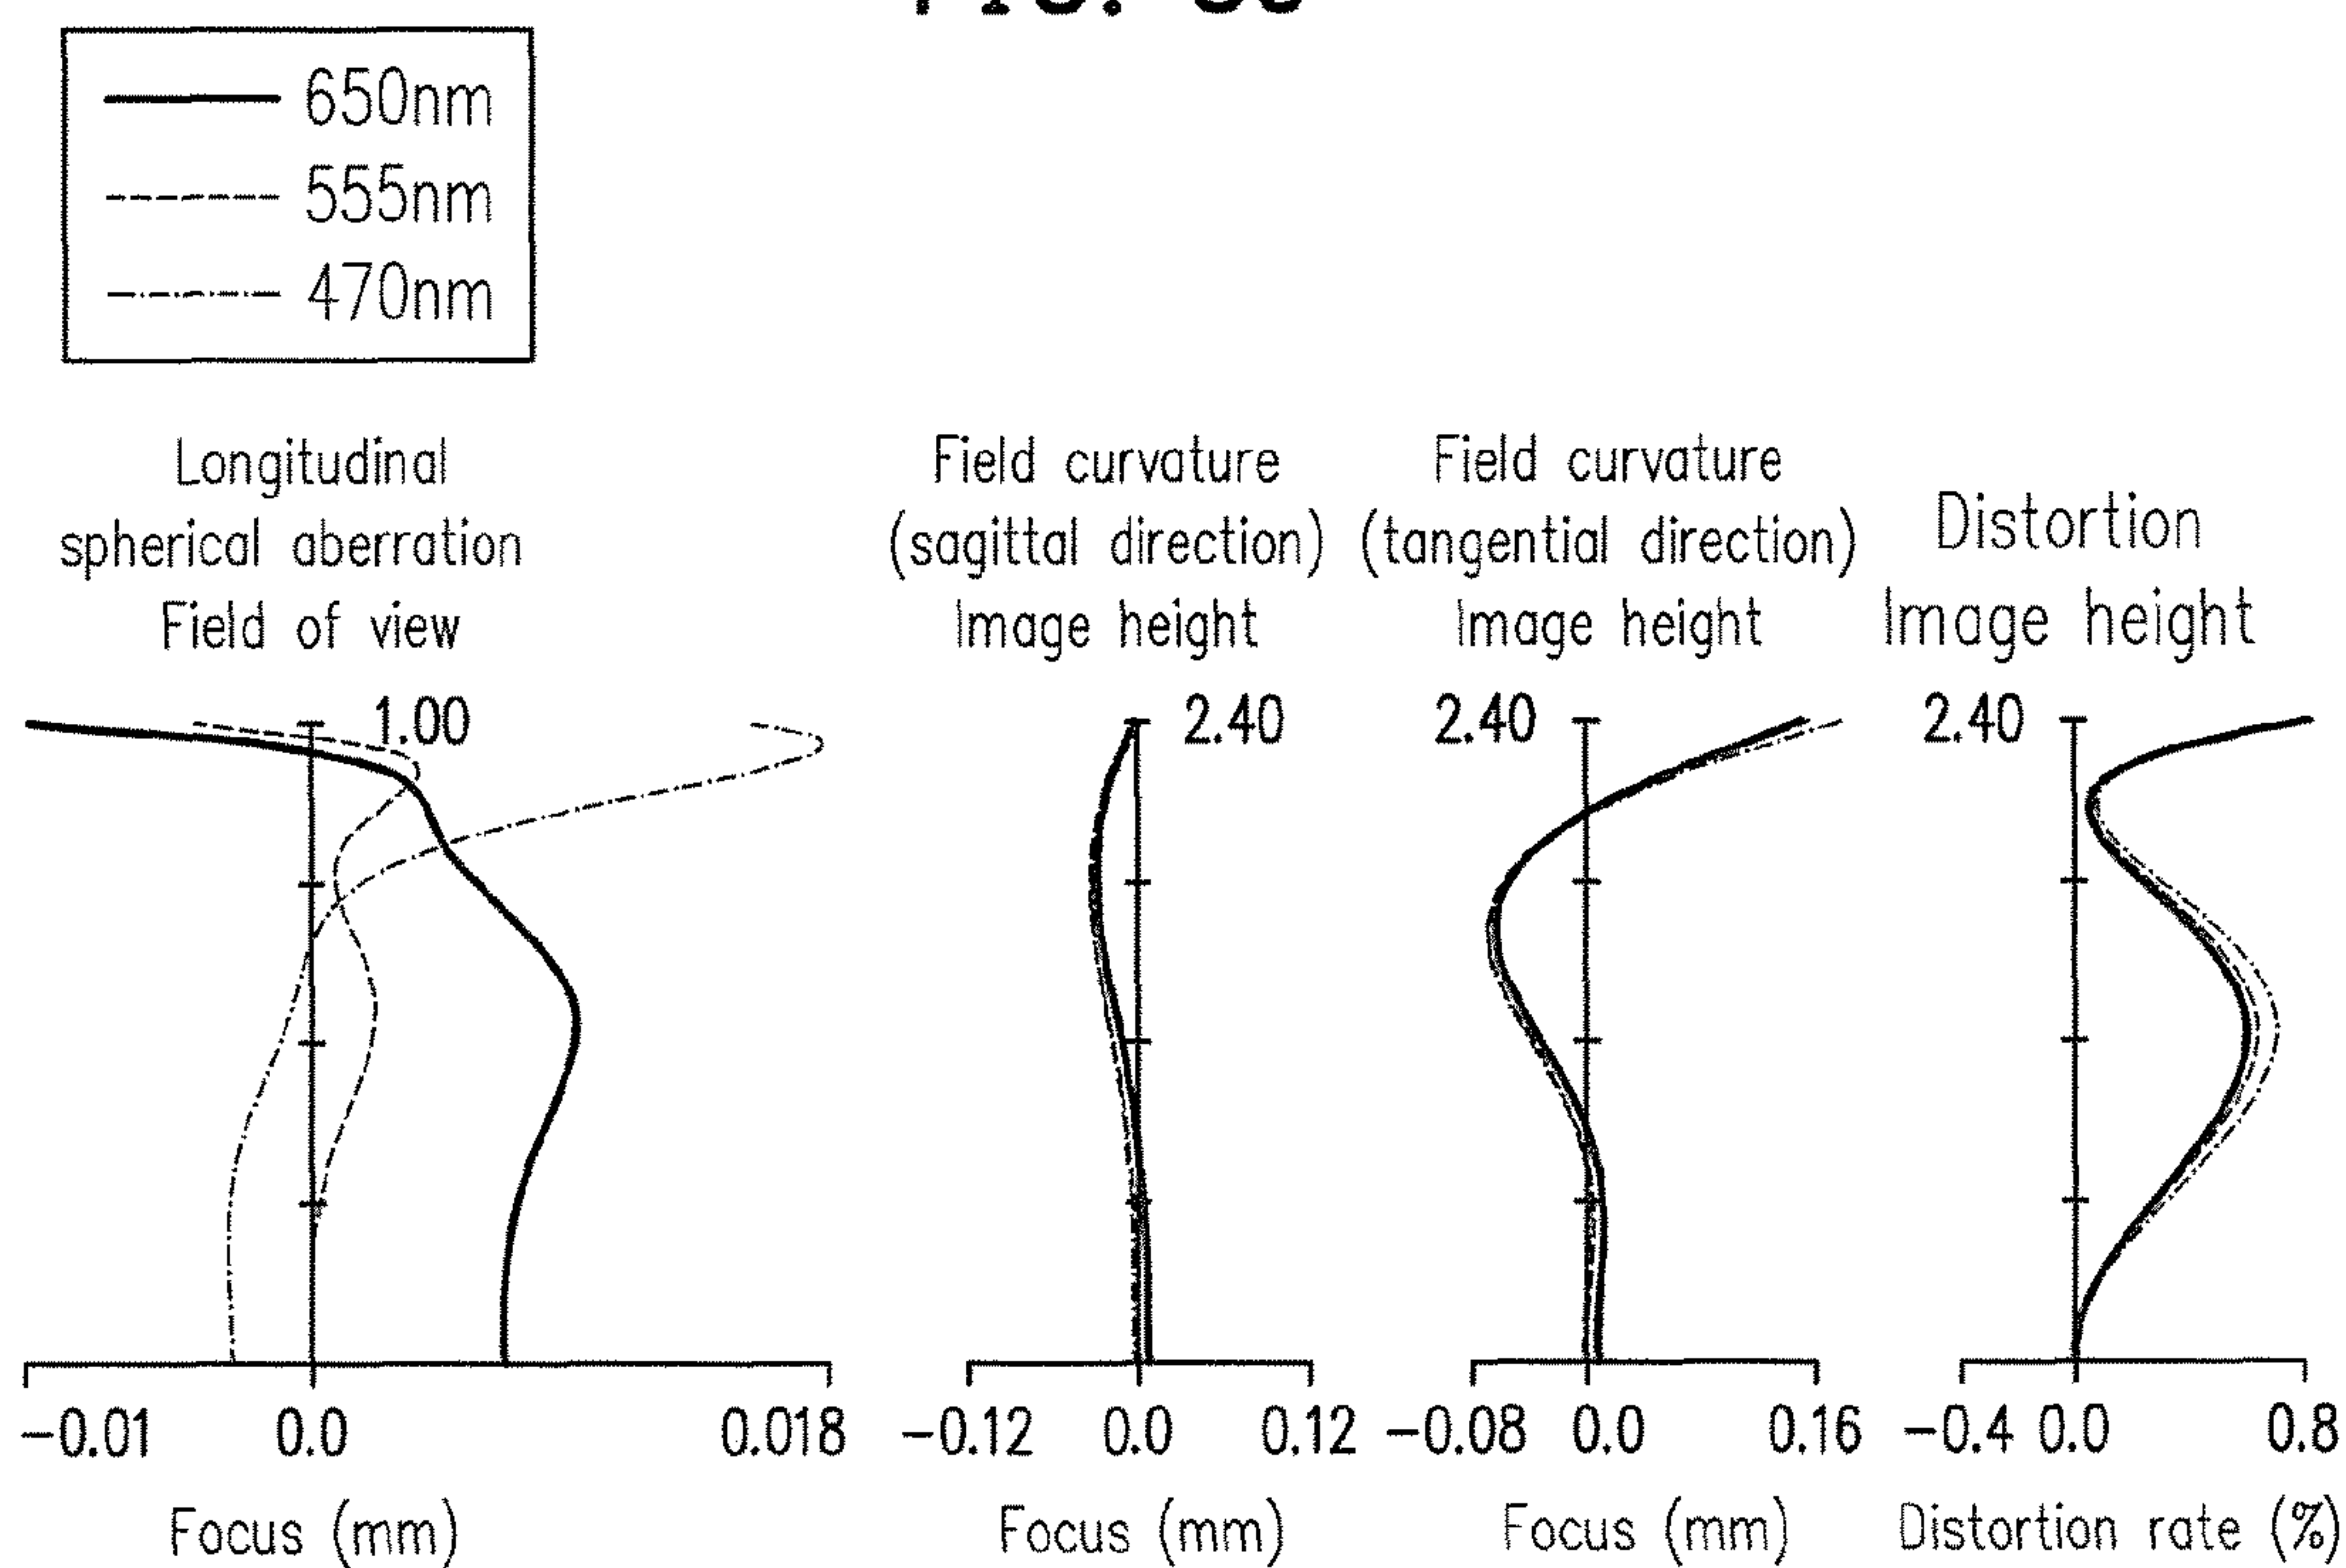 650nm
555nm
470nm
Longitudinal
spherical aberration
Field of view
1.00
-0.01
0.0
0.018
Focus (mm)
Field curvature
(sagittal direction)
Image height
2.40
-0.12
0.0
0.12
Focus (mm)
Field curvature
(tangential direction)
Image height
2.40
-0.08
0.0
0.16
Focus (mm)
Distortion
Image height
2.40
-0.4
0.0
0.8
Distortion rate (%)